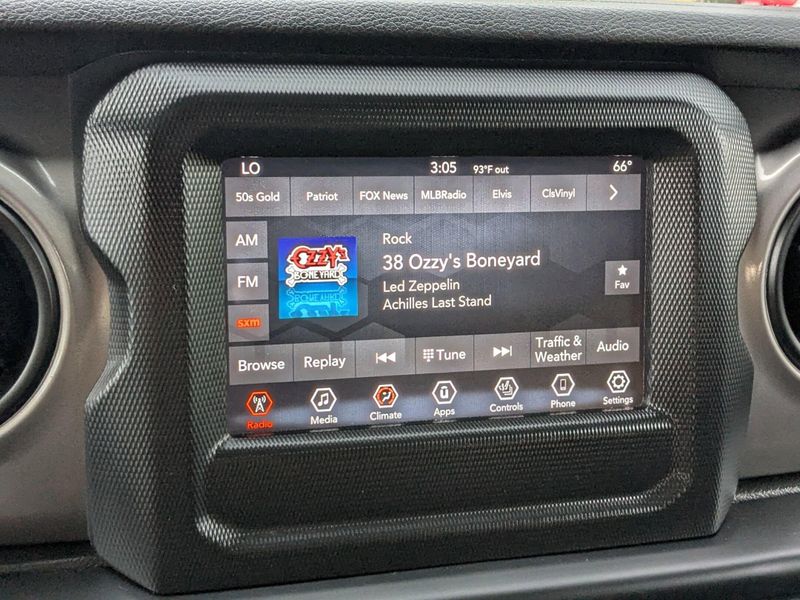 LO 3:05 93°F out 66°
50s Gold Patriot FOX News MLBRadio Elvis ClsVinyl
AM
FM
sxm
OZZY's
BONEYARD
Rock
38 Ozzy's Boneyard
Led Zeppelin
Achilles Last Stand
Fav
Browse Replay Tune Traffic & Weather Audio
Radio Media Climate Apps Controls Phone Settings